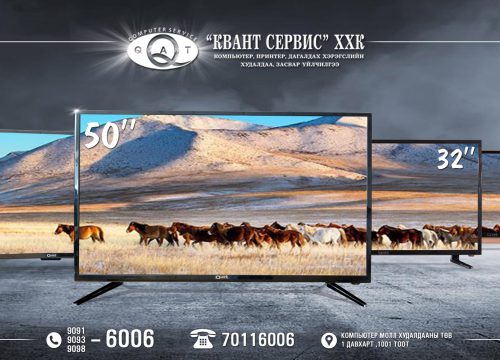 COMPUTER SERVICE
QAT
"КВАНТ СЕРВИС" ХХК
КОМПЬЮТЕР, ПРИНТЕР, ДАГАЛДАХ ХЭРЭГСЛИЙН
ХУДАЛДАА, ЗАСВАР ҮЙЛЧИЛГЭЭ
50''
32''
9091
9093
9098
- 6006
70116006
КОМПЬЮТЕР МОЛЛ ХУДАЛДААНЫ ТӨВ
1 ДАВХАРТ ,1001 ТООТ